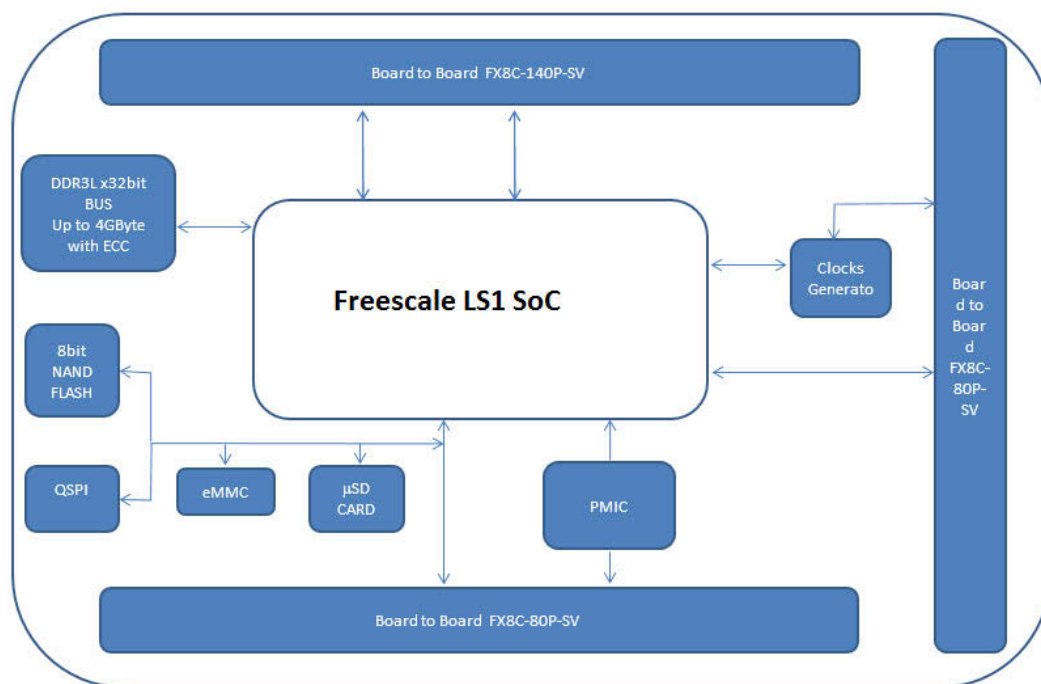 Board to Board FX8C-140P-SV
DDR3L x32bit
BUS
Up to 4GByte
with ECC
Freescale LS1 SoC
Clocks
Generato
Boar
d to
Boar
d
FX8C-
80P-
SV
8bit
NAND
FLASH
QSPI
eMMC
µSD
CARD
PMIC
Board to Board FX8C-80P-SV